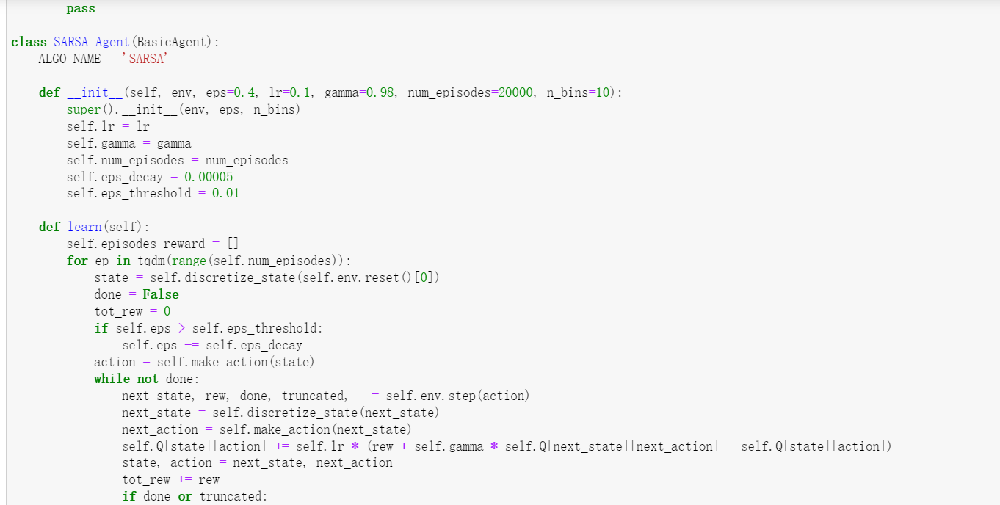 pass
class SARSA_Agent(BasicAgent):
ALGO_NAME = 'SARSA'
def __init__(self, env, eps=0.4, lr=0.1, gamma=0.98, num_episodes=20000, n_bins=10):
super().__init__(env, eps, n_bins)
self.lr = lr
self.gamma = gamma
self.num_episodes = num_episodes
self.eps_decay = 0.00005
self.eps_threshold = 0.01
def learn(self):
self.episodes_reward = []
for ep in tqdm(range(self.num_episodes)):
state = self.discretize_state(self.env.reset()[0])
done = False
tot_rew = 0
if self.eps > self.eps_threshold:
self.eps -= self.eps_decay
action = self.make_action(state)
while not done:
next_state, rew, done, truncated, _ = self.env.step(action)
next_state = self.discretize_state(next_state)
next_action = self.make_action(next_state)
self.Q[state][action] += self.lr * (rew + self.gamma * self.Q[next_state][next_action] - self.Q[state][action])
state, action = next_state, next_action
tot_rew += rew
if done or truncated: